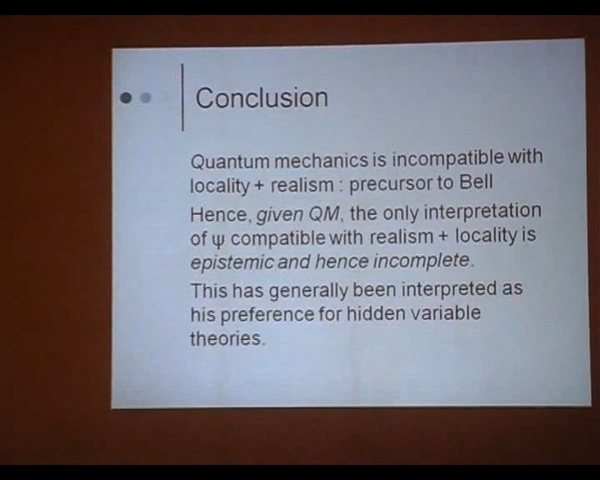 Conclusion
Quantum mechanics is incompatible with
locality + realism : precursor to Bell
Hence, given QM, the only interpretation
of ψ compatible with realism + locality is
epistemic and hence incomplete.
This has generally been interpreted as
his preference for hidden variable
theories.